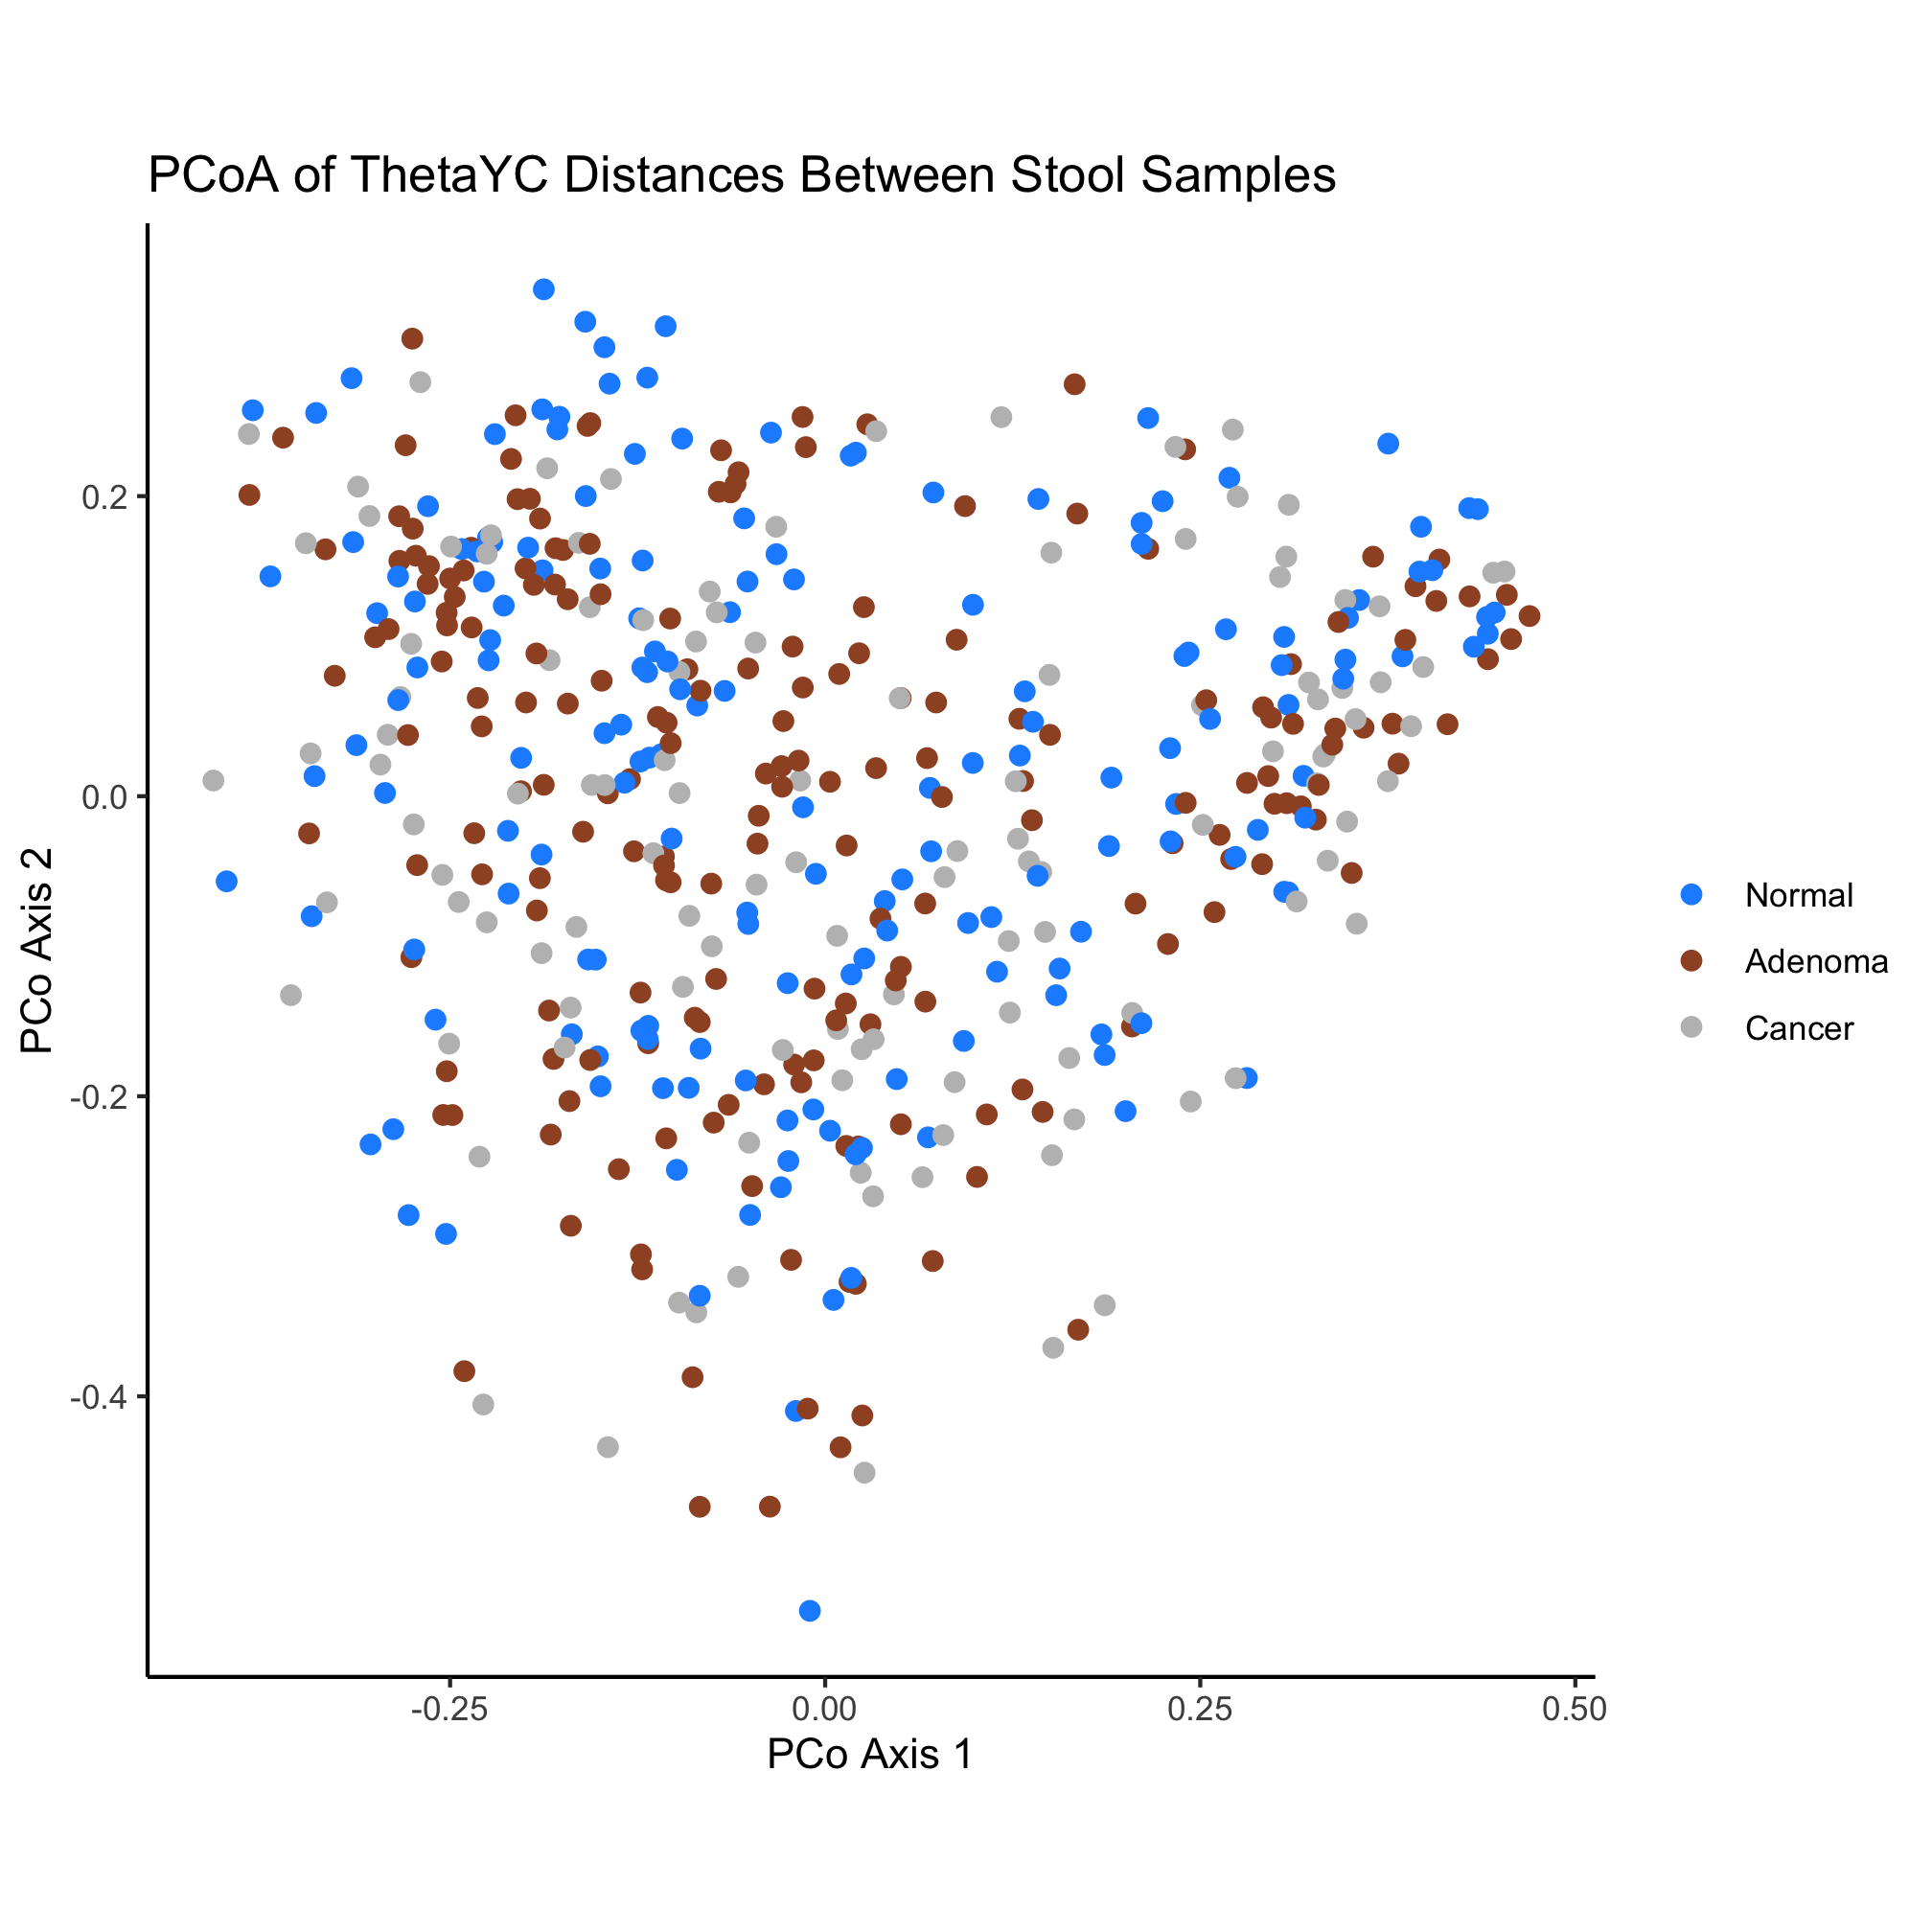 PCoA of ThetaYC Distances Between Stool Samples
PCo Axis 2
0.2
0.0
-0.2
-0.4
-0.25
0.00
0.25
0.50
PCo Axis 1
Normal
Adenoma
Cancer